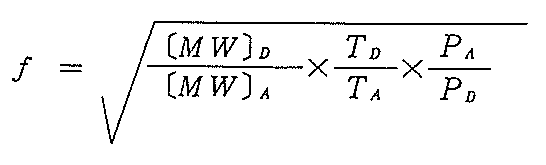 f = √( 〔MW〕_D / 〔MW〕_A × T_D / T_A × P_A / P_D )